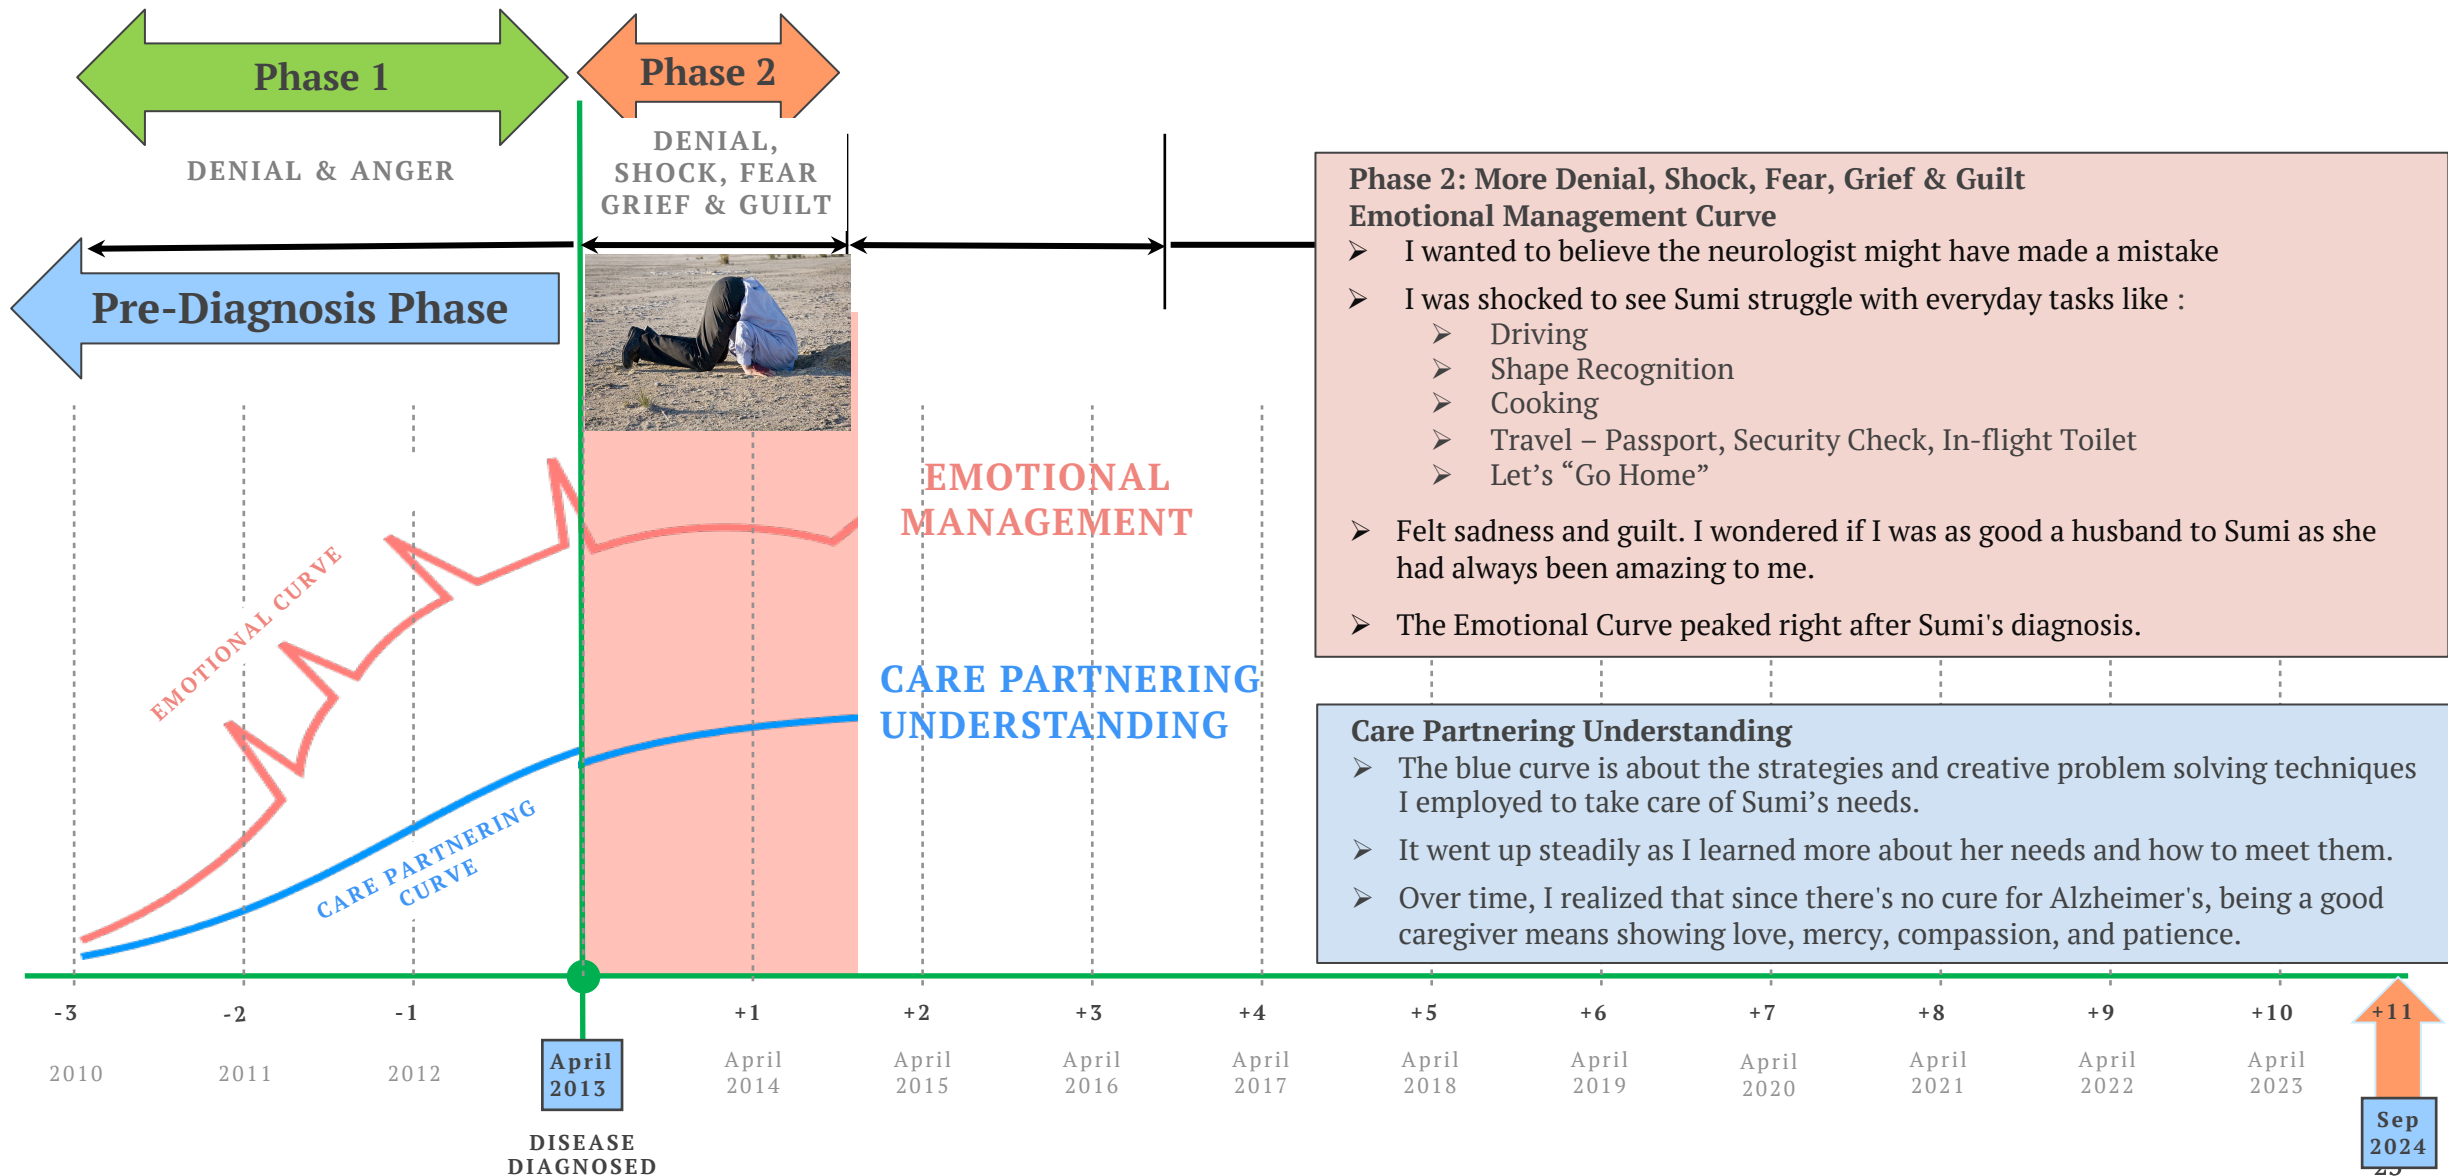 Phase 1
Phase 2
DENIAL & ANGER
DENIAL,
SHOCK, FEAR
GRIEF & GUILT
Pre-Diagnosis Phase
EMOTIONAL CURVE
CARE PARTNERING
CURVE
EMOTIONAL
MANAGEMENT
CARE PARTNERING
UNDERSTANDING
Phase 2: More Denial, Shock, Fear, Grief & Guilt
Emotional Management Curve
➢ I wanted to believe the neurologist might have made a mistake
➢ I was shocked to see Sumi struggle with everyday tasks like :
➢ Driving
➢ Shape Recognition
➢ Cooking
➢ Travel – Passport, Security Check, In-flight Toilet
➢ Let’s “Go Home”
➢ Felt sadness and guilt. I wondered if I was as good a husband to Sumi as she
had always been amazing to me.
➢ The Emotional Curve peaked right after Sumi's diagnosis.
Care Partnering Understanding
➢ The blue curve is about the strategies and creative problem solving techniques
I employed to take care of Sumi’s needs.
➢ It went up steadily as I learned more about her needs and how to meet them.
➢ Over time, I realized that since there's no cure for Alzheimer's, being a good
caregiver means showing love, mercy, compassion, and patience.
-3 -2 -1 +1 +2 +3 +4 +5 +6 +7 +8 +9 +10 +11
2010
2011
2012
April
2013
April
2014
April
2015
April
2016
April
2017
April
2018
April
2019
April
2020
April
2021
April
2022
April
2023
Sep
2024
DISEASE
DIAGNOSED